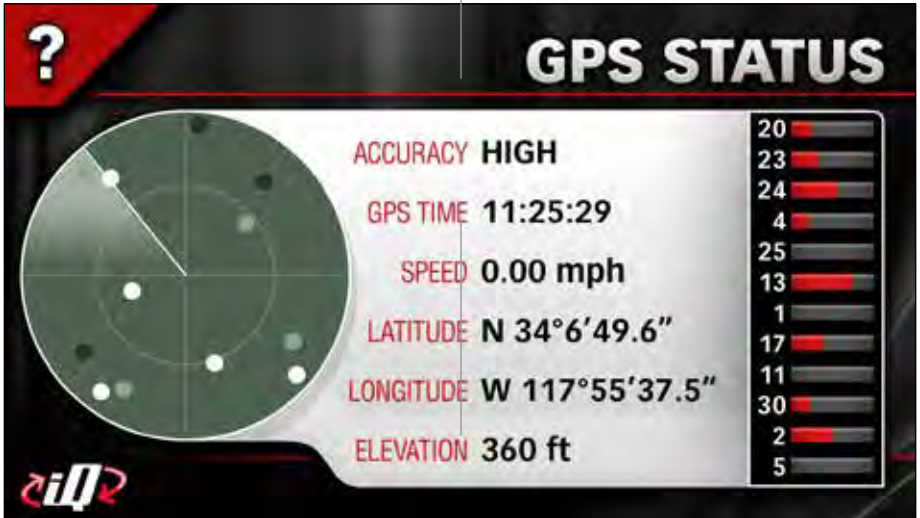 ?
GPS STATUS
ACCURACY HIGH
GPS TIME 11:25:29
SPEED 0.00 mph
LATITUDE N 34°6'49.6"
LONGITUDE W 117°55'37.5"
ELEVATION 360 ft
20
23
24
4
25
13
1
17
11
30
2
5
iQ